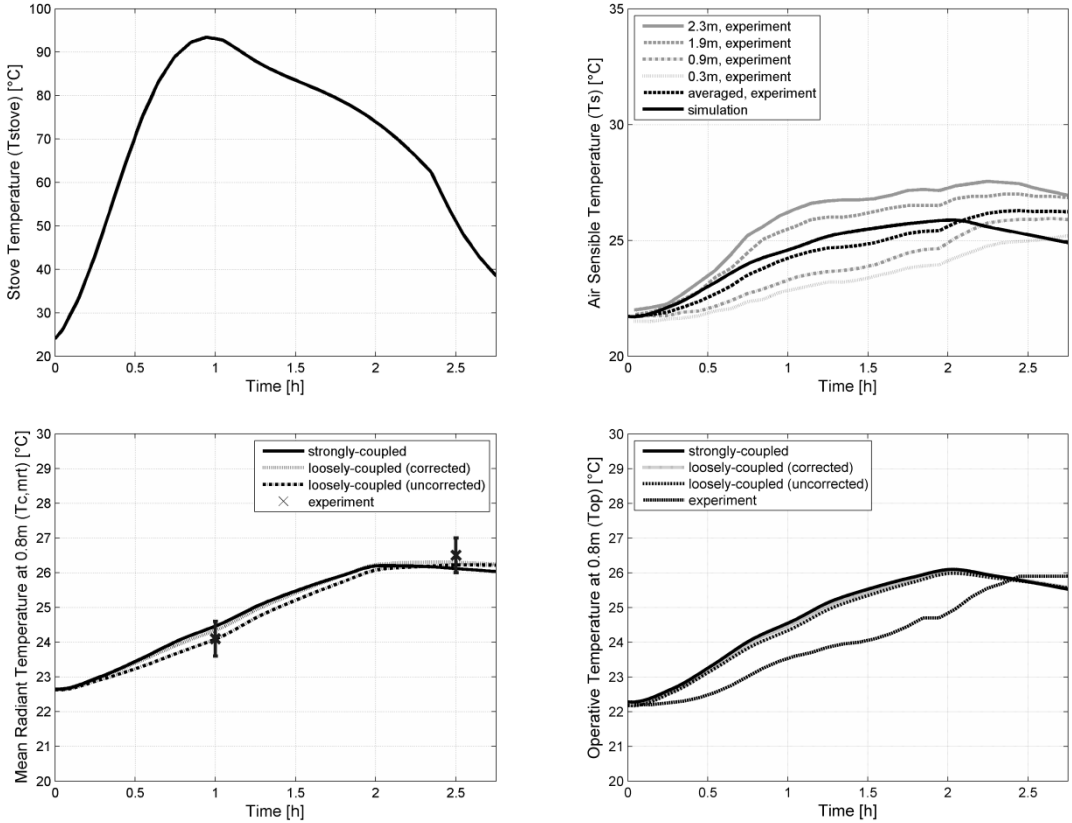 Stove Temperature (Tstove) [°C]
100
90
80
70
60
50
40
30
20
0
0.5
1
1.5
2
2.5
Time [h]
Air Sensible Temperature (Ts) [°C]
35
30
25
20
2.3m, experiment
1.9m, experiment
0.9m, experiment
0.3m, experiment
averaged, experiment
simulation
0
0.5
1
1.5
2
2.5
Time [h]
Mean Radiant Temperature at 0.8m (Tc,mrt) [°C]
30
29
28
27
26
25
24
23
22
21
20
strongly-coupled
loosely-coupled (corrected)
loosely-coupled (uncorrected)
experiment
0
0.5
1
1.5
2
2.5
Time [h]
Operative Temperature at 0.8m (Top) [°C]
30
29
28
27
26
25
24
23
22
21
20
strongly-coupled
loosely-coupled (corrected)
loosely-coupled (uncorrected)
experiment
0
0.5
1
1.5
2
2.5
Time [h]